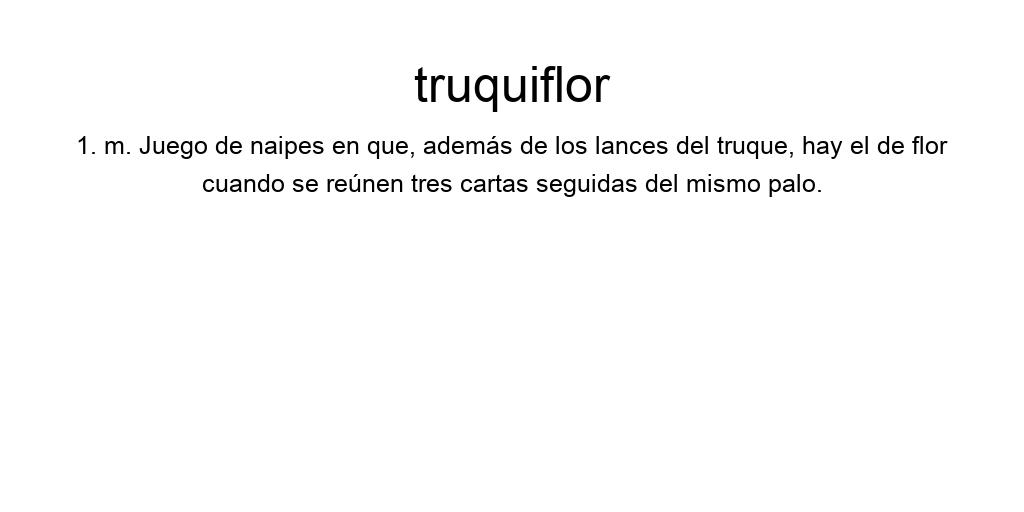 truquiflor
1. m. Juego de naipes en que, además de los lances del truque, hay el de flor
cuando se reúnen tres cartas seguidas del mismo palo.